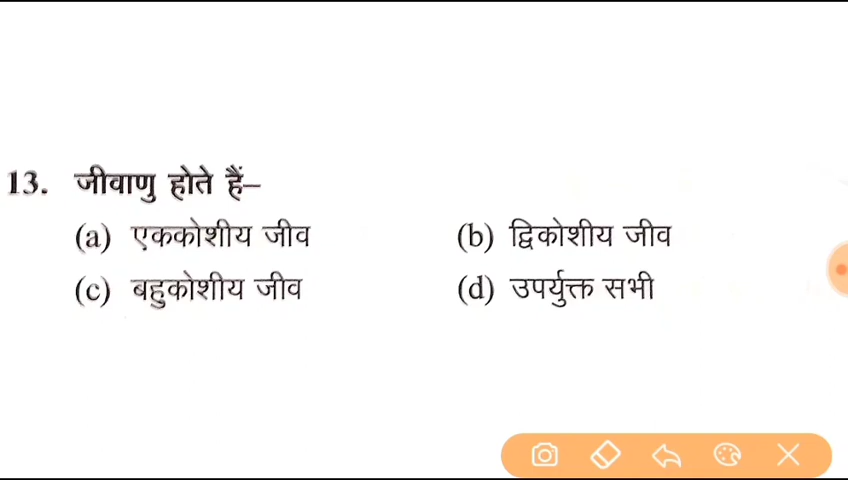 13. जीवाणु होते हैं–
(a) एककोशीय जीव (b) द्विकोशीय जीव
(c) बहुकोशीय जीव (d) उपर्युक्त सभी